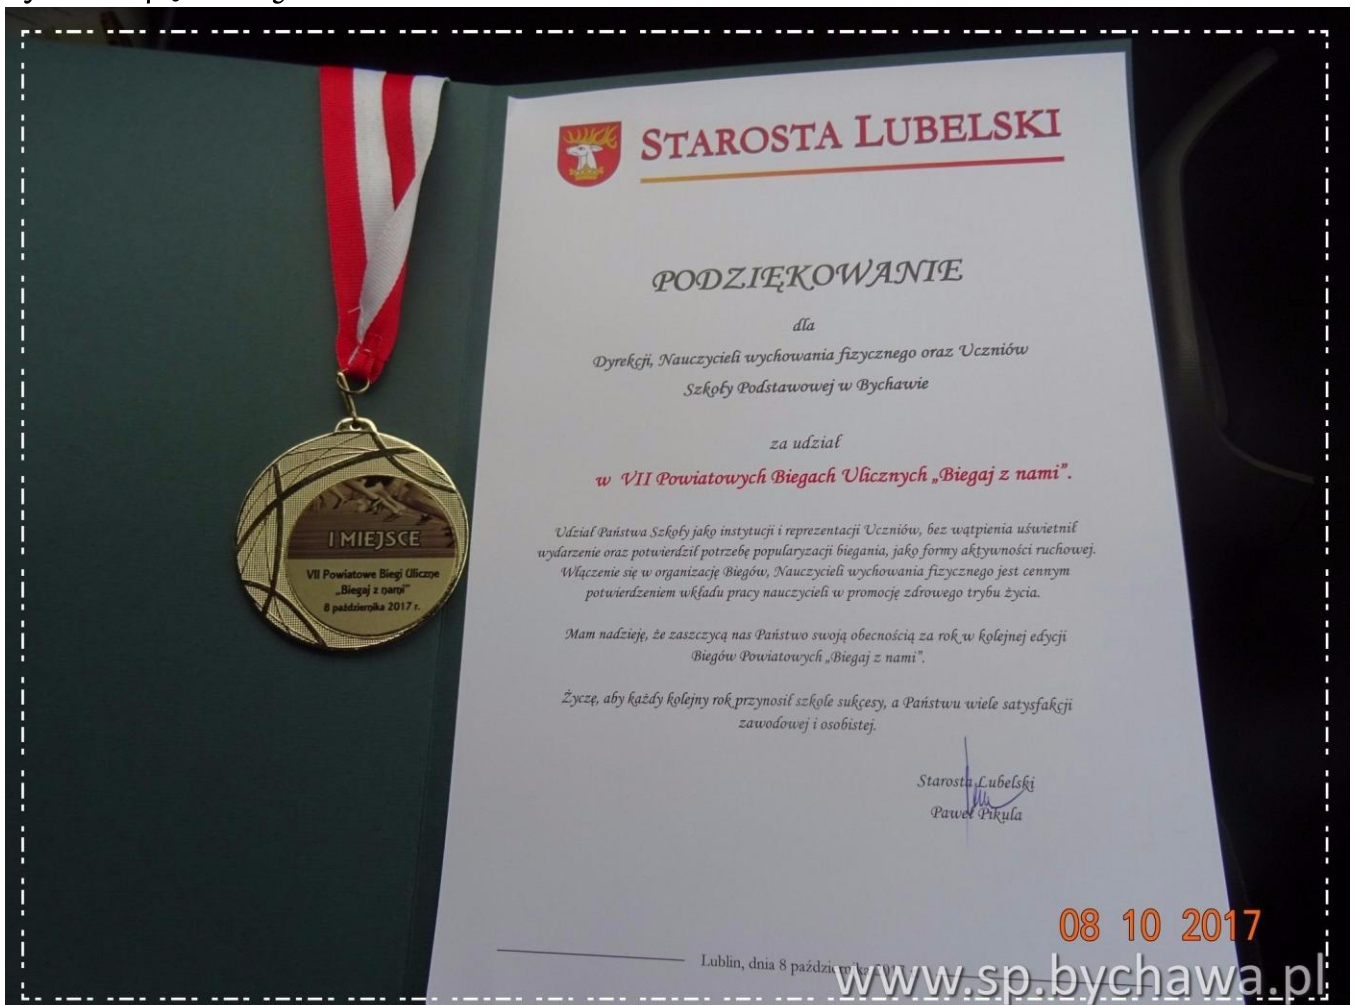 STAROSTA LUBELSKI
PODZIĘKOWANIE
dla
Dyrekcji, Nauczycieli wychowania fizycznego oraz Uczniów
Szkoły Podstawowej w Bychawie
za udział
w VII Powiatowych Biegach Ulicznych „Biegaj z nami”.
Udział Państwa Szkoły jako instytucji i reprezentacji Uczniów, bez wątpienia uświetnił
wydarzenie oraz potwierdził potrzebę popularyzacji biegania, jako formy aktywności ruchowej.
Włączenie się w organizację Biegów, Nauczycieli wychowania fizycznego jest cennym
potwierdzeniem wkładu pracy nauczycieli w promocję zdrowego trybu życia.
Mam nadzieję, że zaszczycą nas Państwo swoją obecnością za rok w kolejnej edycji
Biegów Powiatowych „Biegaj z nami”.
Życzę, aby każdy kolejny rok przynosił szkole sukcesy, a Państwu wiele satysfakcji
zawodowej i osobistej.
Starosta Lubelski
Paweł Pikula
Lublin, dnia 8 października 2017
I MIEJSCE
VII Powiatowe Biegi Uliczne
„Biegaj z nami”
8 października 2017 r.
08 10 2017
www.sp.bychawa.pl